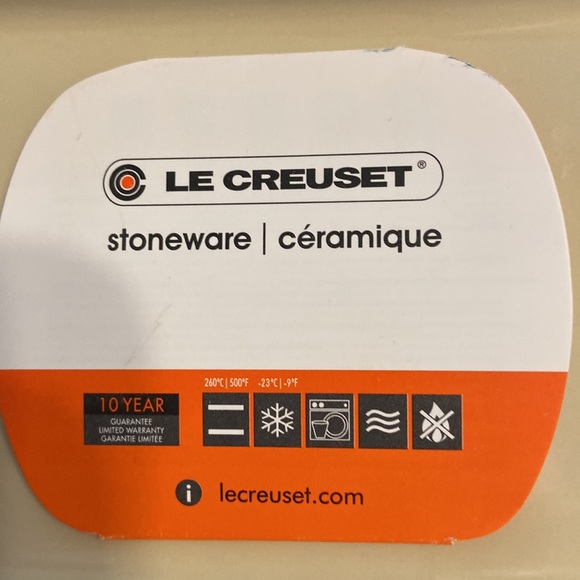 LE CREUSET®
stoneware | céramique
260°C | 500°F -23°C | -9°F
10 YEAR
GUARANTEE
LIMITED WARRANTY
GARANTIE LIMITÉE
i lecreuset.com